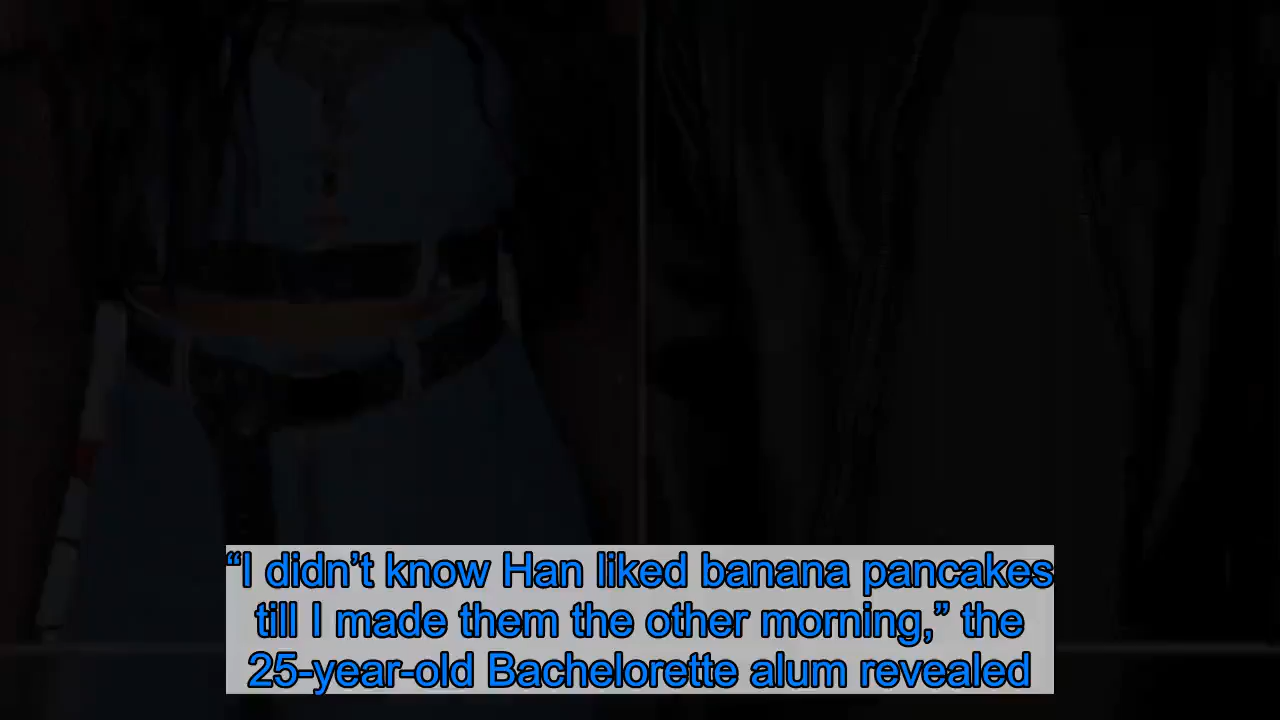 “I didn’t know Han liked banana pancakes
till I made them the other morning,” the
25-year-old Bachelorette alum revealed